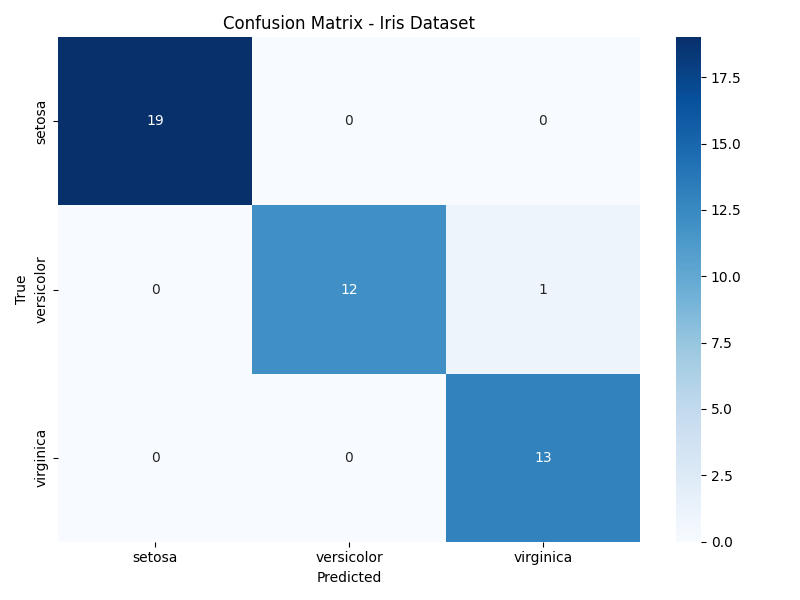 Confusion Matrix - Iris Dataset
True
setosa
versicolor
virginica
19 0 0
0 12 1
0 0 13
setosa versicolor virginica
Predicted
17.5
15.0
12.5
10.0
7.5
5.0
2.5
0.0